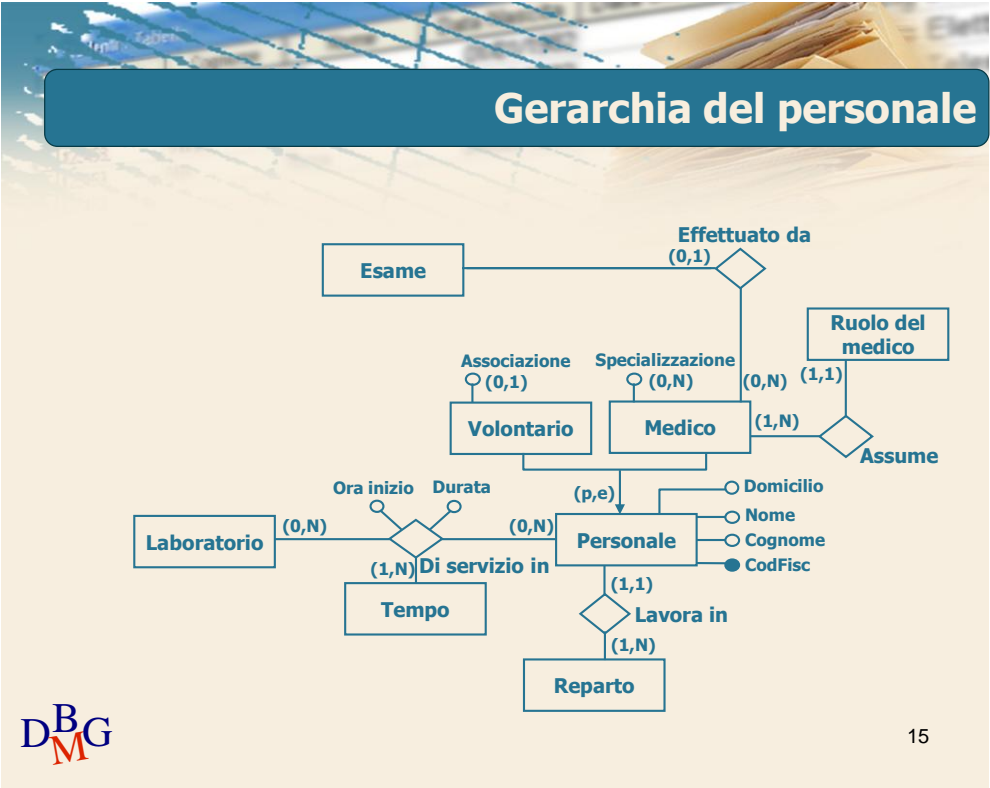 Gerarchia del personale
Effettuato da
(0,1)
Esame
Ruolo del
medico
Associazione
(0,1)
Specializzazione
(0,N)
(0,N)
(1,1)
Volontario
Medico
(1,N)
Assume
Ora inizio
Durata
(p,e)
Domicilio
Nome
Cognome
CodFisc
Laboratorio
(0,N)
(0,N)
Personale
(1,N)
Di servizio in
Tempo
(1,1)
Lavora in
(1,N)
Reparto
DBMG
15